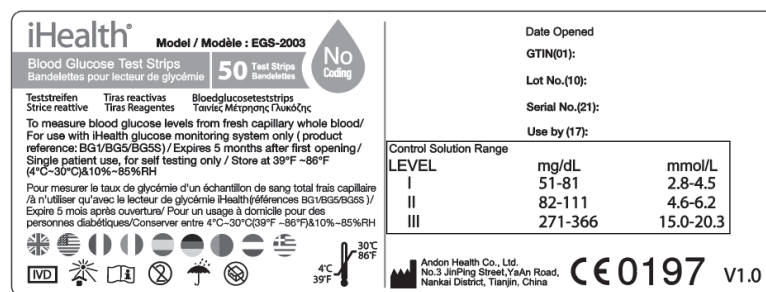 iHealth®
Model / Modèle : EGS-2003
No
Coding
Blood Glucose Test Strips
Bandelettes pour lecteur de glycémie
50 Test Strips
Bandelettes
Teststreifen Tiras reactivas Bloedglucoseteststrips
Strice reattive Tiras Reagentes Ταινίες Μέτρησης Γλυκόζης
To measure blood glucose levels from fresh capillary whole blood/
For use with iHealth glucose monitoring system only ( product
reference: BG1/BG5/BG5S) / Expires 5 months after first opening/
Single patient use, for self testing only / Store at 39°F ~86°F
(4°C~30°C)&10%~85%RH
Pour mesurer le taux de glycémie d'un échantillon de sang total frais capillaire
/à n'utiliser qu'avec le lecteur de glycémie iHealth(références BG1/BG5/BG5S )/
Expire 5 mois après ouverture/ Pour un usage à domicile pour des
personnes diabétiques/Conserver entre 4°C~30°C(39°F ~86°F)&10%~85%RH
IVD
2
30°C
86°F
4°C
39°F
Date Opened
GTIN(01):
Lot No.(10):
Serial No.(21):
Use by (17):
Control Solution Range
LEVEL mg/dL mmol/L
I 51-81 2.8-4.5
II 82-111 4.6-6.2
III 271-366 15.0-20.3
Andon Health Co., Ltd.
No.3 JinPing Street,YaAn Road,
Nankai District, Tianjin, China
CE 0197 V1.0